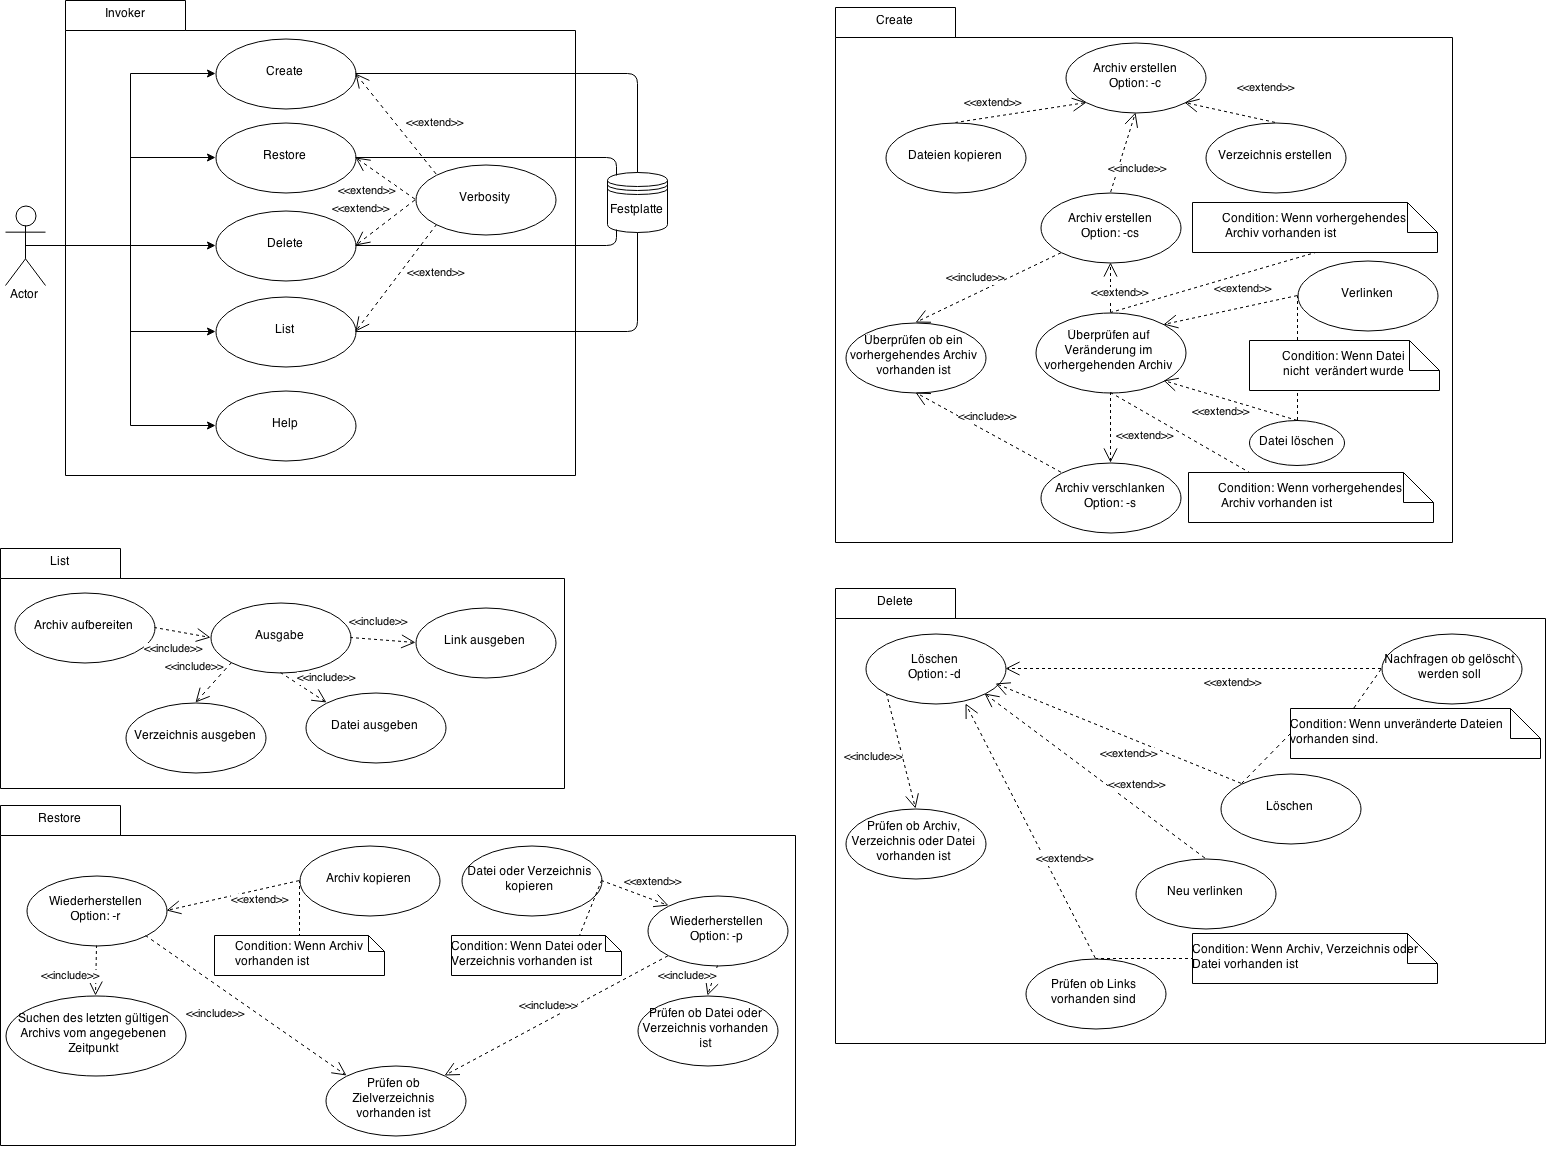 Invoker
Create
Restore
Delete
List
Help
Verbosity
<<extend>>
<<extend>>
<<extend>>
<<extend>>
Festplatte
Actor
Create
Archiv erstellen
Option: -c
<<extend>>
<<extend>>
Dateien kopieren
Verzeichnis erstellen
<<include>>
Archiv erstellen
Option: -cs
Condition: Wenn vorhergehendes
Archiv vorhanden ist
<<include>>
<<extend>>
<<extend>>
Verlinken
Überprüfen ob ein
vorhergehendes Archiv
vorhanden ist
Überprüfen auf
Veränderung im
vorhergehenden Archiv
Condition: Wenn Datei
nicht verändert wurde
<<include>>
<<extend>>
<<extend>>
Datei löschen
Archiv verschlanken
Option: -s
Condition: Wenn vorhergehendes
Archiv vorhanden ist
List
Archiv aufbereiten
Ausgabe
Link ausgeben
<<include>>
<<include>>
<<include>>
<<include>>
Verzeichnis ausgeben
Datei ausgeben
Restore
Wiederherstellen
Option: -r
<<extend>>
Archiv kopieren
Condition: Wenn Archiv
vorhanden ist
<<include>>
Suchen des letzten gültigen
Archivs vom angegebenen
Zeitpunkt
<<include>>
Datei oder Verzeichnis
kopieren
<<extend>>
Wiederherstellen
Option: -p
Condition: Wenn Datei oder
Verzeichnis vorhanden ist
<<include>>
<<include>>
Prüfen ob Datei oder
Verzeichnis vorhanden
ist
Prüfen ob
Zielverzeichnis
vorhanden ist
Delete
Löschen
Option: -d
Nachfragen ob gelöscht
werden soll
<<extend>>
Condition: Wenn unveränderte Dateien
vorhanden sind.
<<include>>
<<extend>>
<<extend>>
Löschen
Prüfen ob Archiv,
Verzeichnis oder Datei
vorhanden ist
<<extend>>
Neu verlinken
Condition: Wenn Archiv, Verzeichnis oder
Datei vorhanden ist
Prüfen ob Links
vorhanden sind